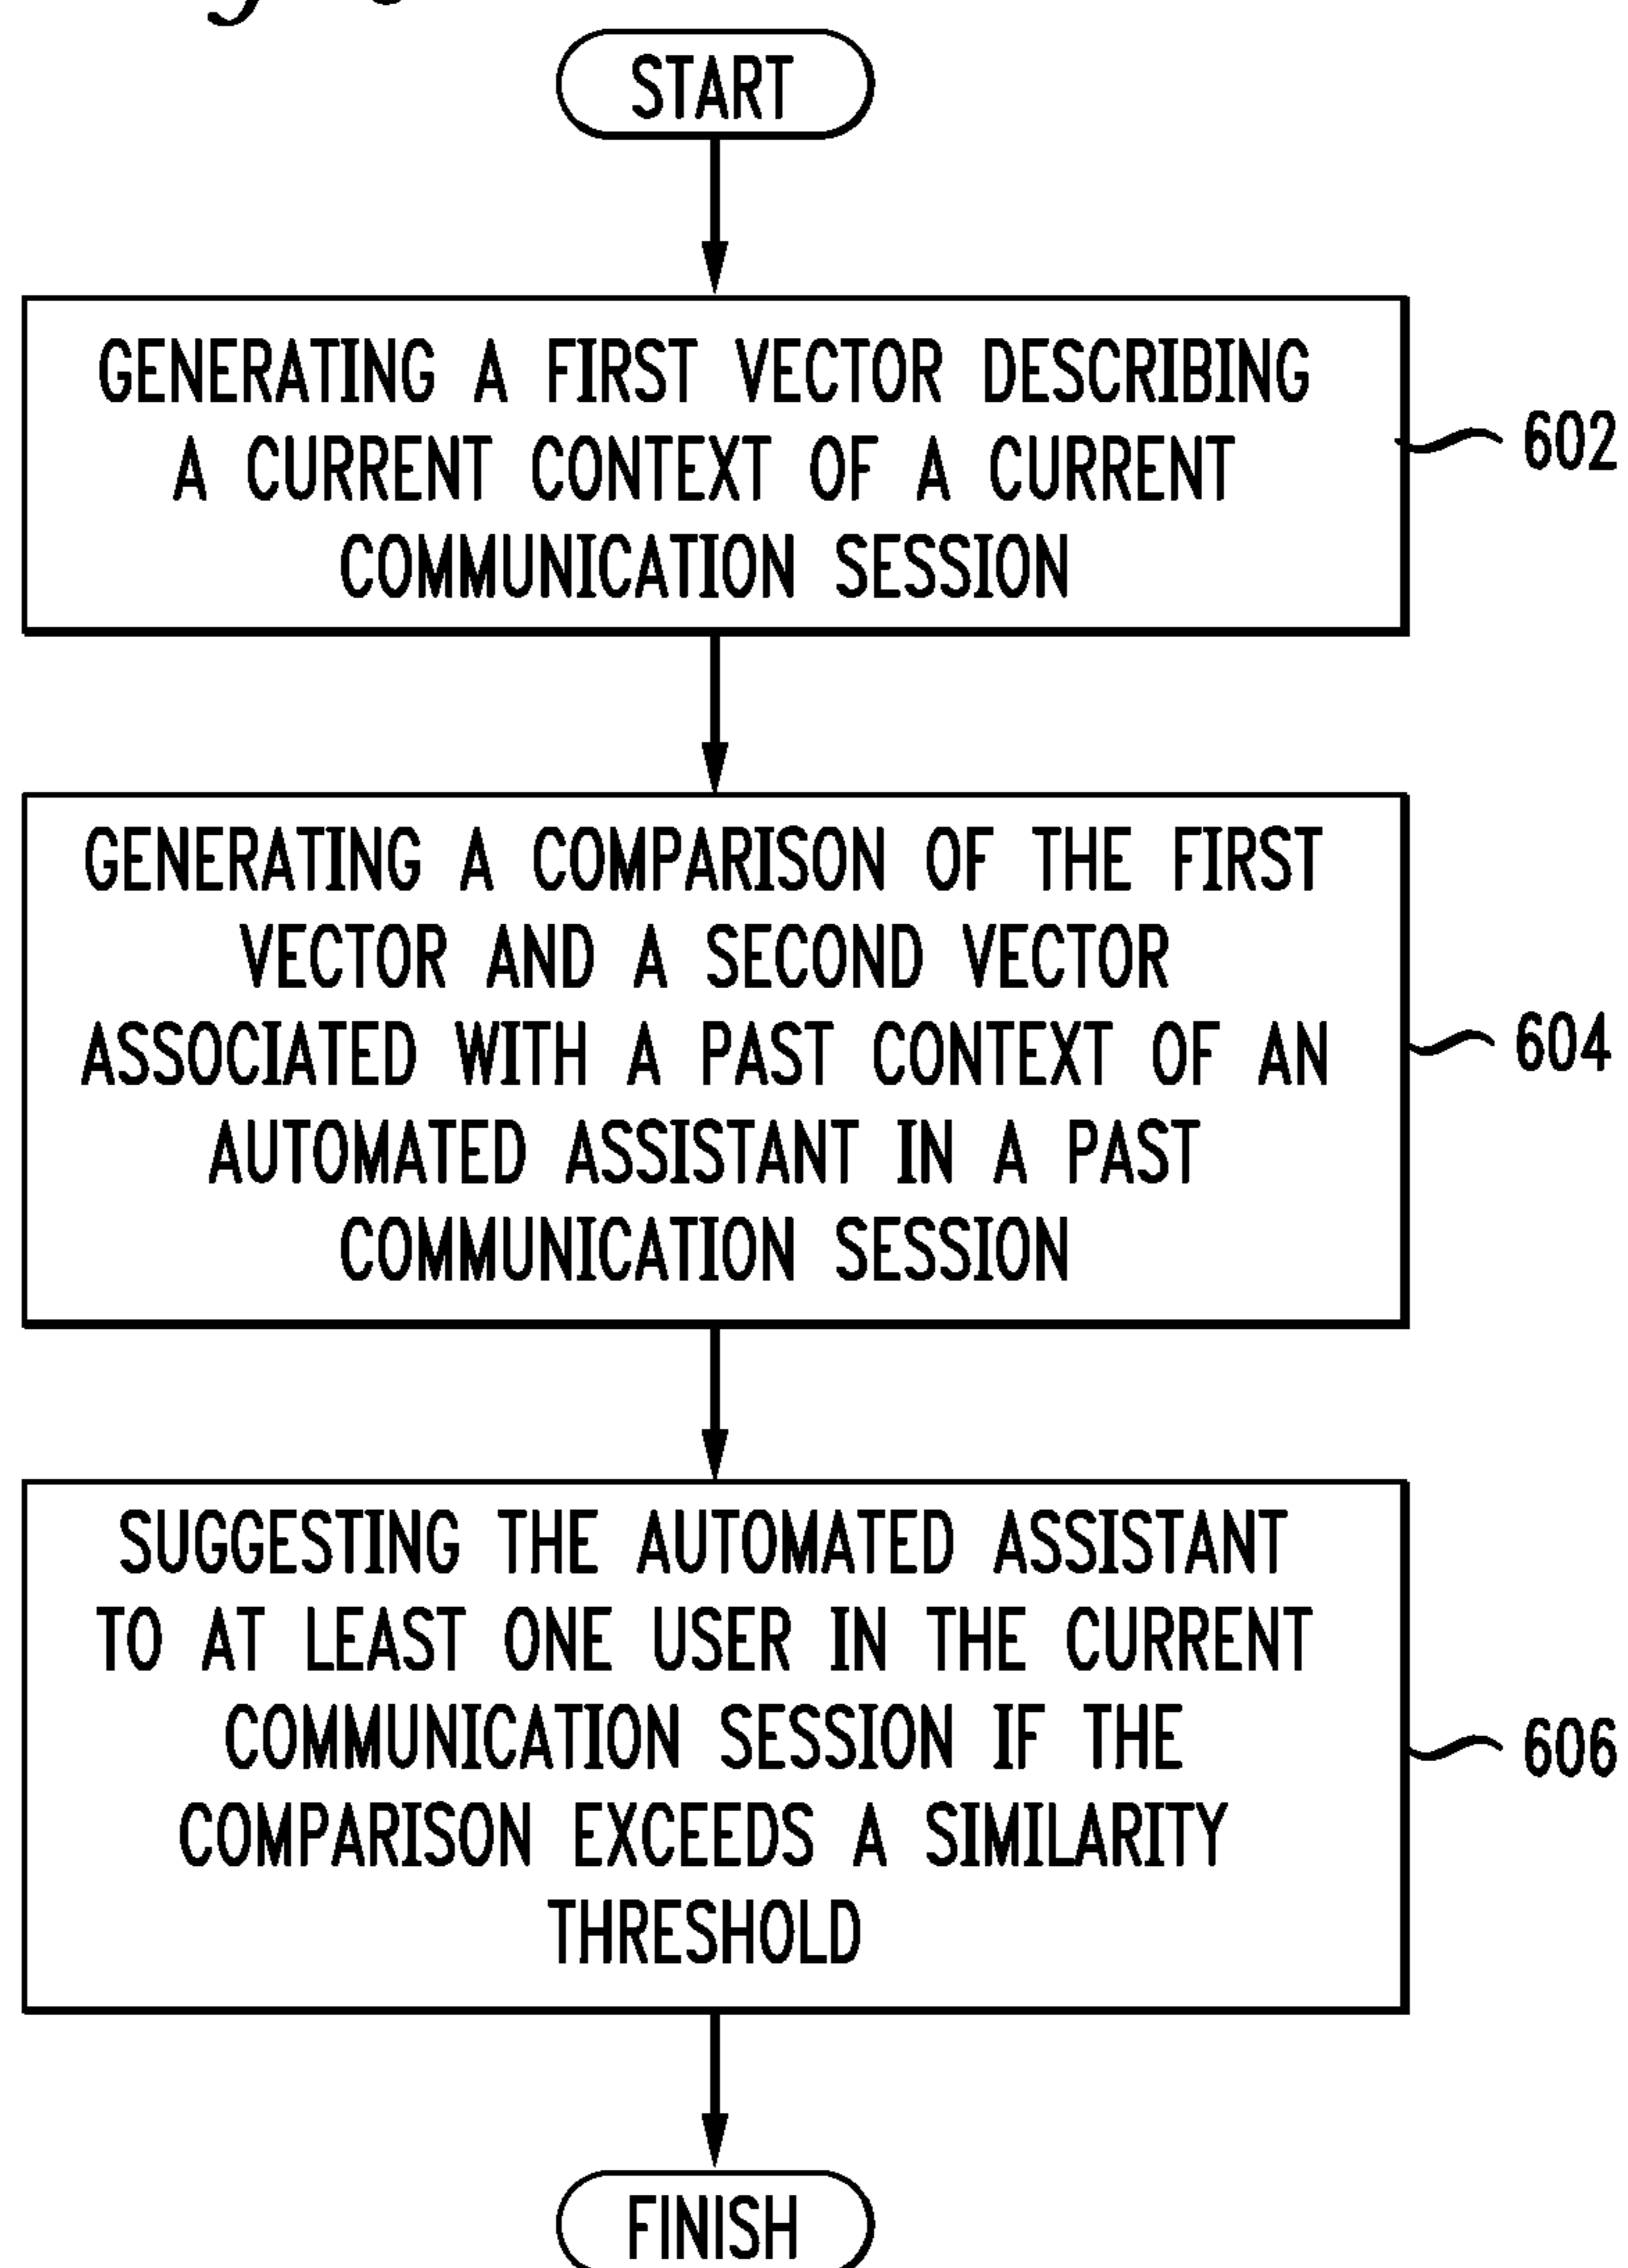 START
GENERATING A FIRST VECTOR DESCRIBING
A CURRENT CONTEXT OF A CURRENT
COMMUNICATION SESSION
602
GENERATING A COMPARISON OF THE FIRST
VECTOR AND A SECOND VECTOR
ASSOCIATED WITH A PAST CONTEXT OF AN
AUTOMATED ASSISTANT IN A PAST
COMMUNICATION SESSION
604
SUGGESTING THE AUTOMATED ASSISTANT
TO AT LEAST ONE USER IN THE CURRENT
COMMUNICATION SESSION IF THE
COMPARISON EXCEEDS A SIMILARITY
THRESHOLD
606
FINISH